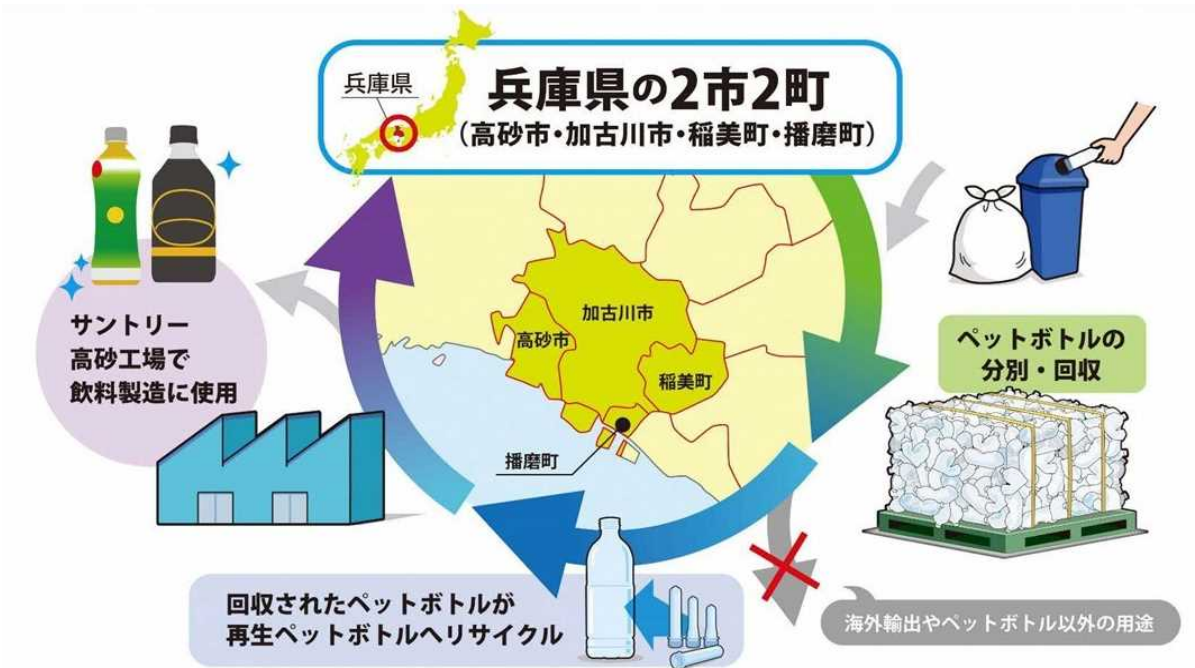 兵庫県
兵庫県の2市2町
(高砂市・加古川市・稲美町・播磨町)
ペットボトルの
分別・回収
加古川市
高砂市
稲美町
播磨町
サントリー
高砂工場で
飲料製造に使用
回収されたペットボトルが
再生ペットボトルへリサイクル
海外輸出やペットボトル以外の用途